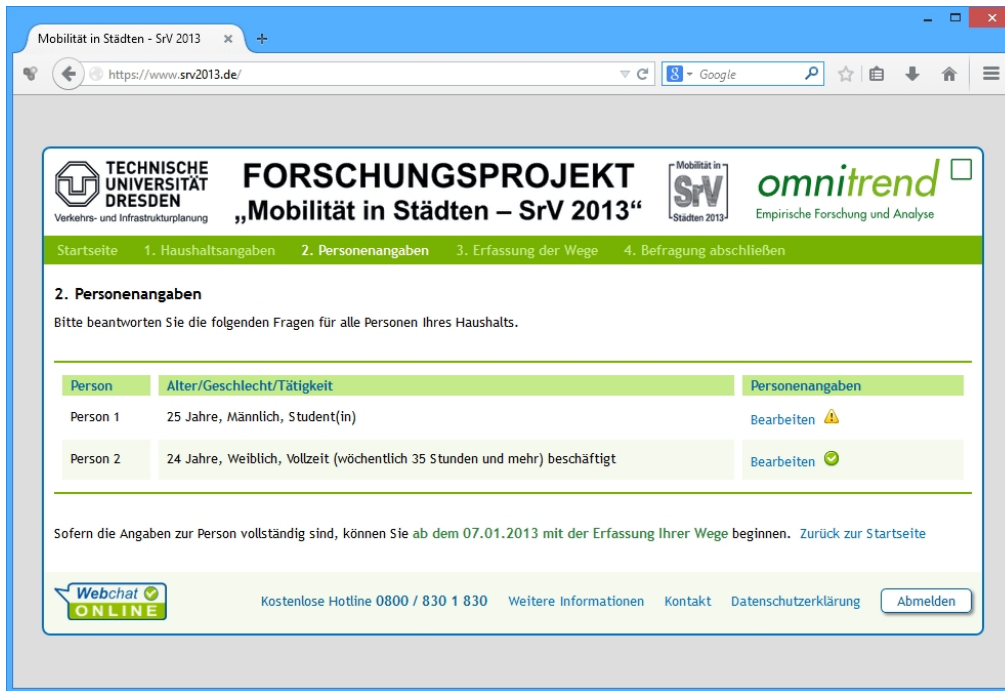 Mobilität in Städten - SrV 2013
https://www.srv2013.de/
Google
TECHNISCHE
UNIVERSITÄT
DRESDEN
Verkehrs- und Infrastrukturplanung
FORSCHUNGSPROJEKT
„Mobilität in Städten – SrV 2013“
Mobilität in
SrV
Städten 2013
omnitrend
Empirische Forschung und Analyse
Startseite 1. Haushaltsangaben 2. Personenangaben 3. Erfassung der Wege 4. Befragung abschließen
2. Personenangaben
Bitte beantworten Sie die folgenden Fragen für alle Personen Ihres Haushalts.
Person Alter/Geschlecht/Tätigkeit Personenangaben
Person 1 25 Jahre, Männlich, Student(in) Bearbeiten
Person 2 24 Jahre, Weiblich, Vollzeit (wöchentlich 35 Stunden und mehr) beschäftigt Bearbeiten
Sofern die Angaben zur Person vollständig sind, können Sie ab dem 07.01.2013 mit der Erfassung Ihrer Wege beginnen. Zurück zur Startseite
Webchat
ONLINE
Kostenlose Hotline 0800 / 830 1 830 Weitere Informationen Kontakt Datenschutzerklärung Abmelden